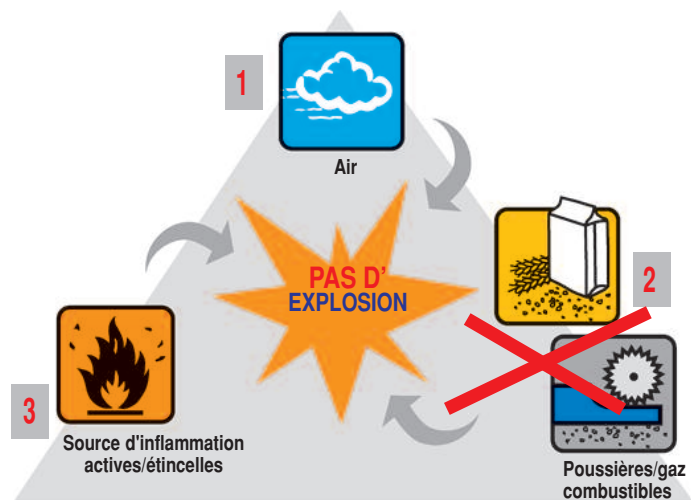 1
Air
PAS D'
EXPLOSION
2
3
Source d'inflammation
actives/étincelles
Poussières/gaz
combustibles